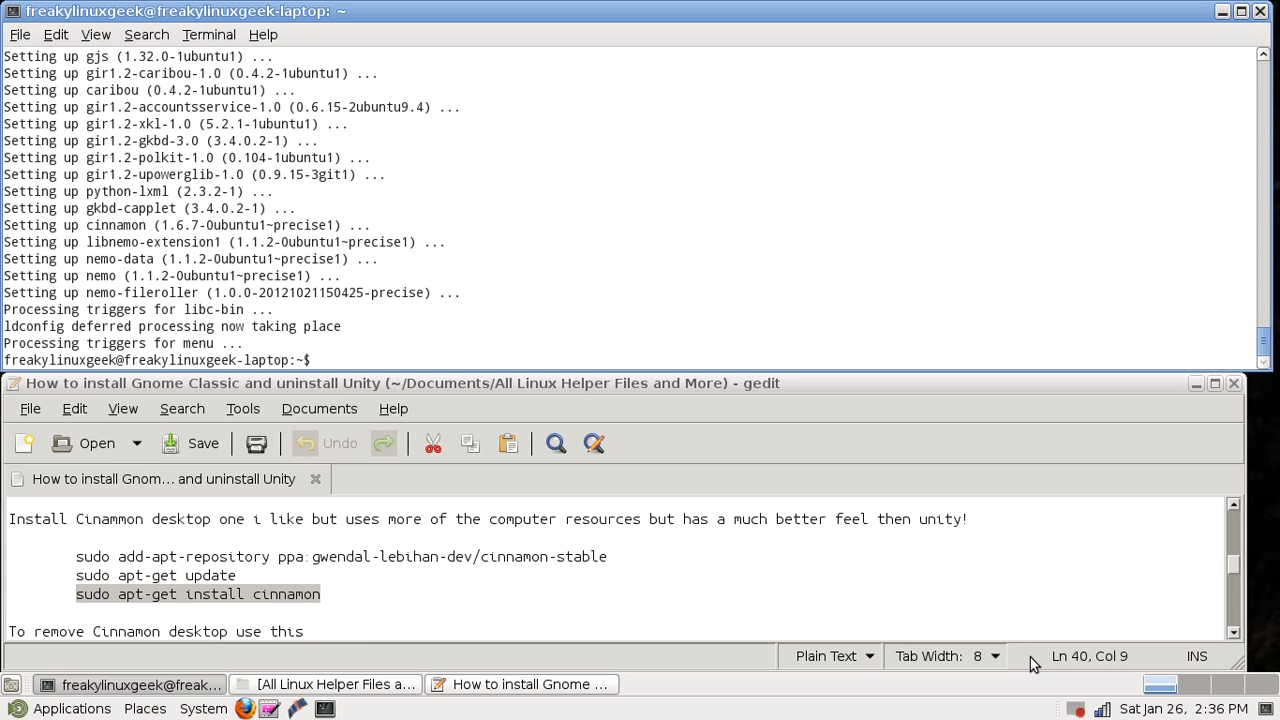 freakylinuxgeek@freakylinuxgeek-laptop: ~
File Edit View Search Terminal Help
Setting up gjs (1.32.0-1ubuntu1) ...
Setting up gir1.2-caribou-1.0 (0.4.2-1ubuntu1) ...
Setting up caribou (0.4.2-1ubuntu1) ...
Setting up gir1.2-accountsservice-1.0 (0.6.15-2ubuntu9.4) ...
Setting up gir1.2-xkl-1.0 (5.2.1-1ubuntu1) ...
Setting up gir1.2-gkbd-3.0 (3.4.0.2-1) ...
Setting up gir1.2-polkit-1.0 (0.104-1ubuntu1) ...
Setting up gir1.2-upowerglib-1.0 (0.9.15-3git1) ...
Setting up python-lxml (2.3.2-1) ...
Setting up gkbd-capplet (3.4.0.2-1) ...
Setting up cinnamon (1.6.7-0ubuntu1~precise1) ...
Setting up libnemo-extension1 (1.1.2-0ubuntu1~precise1) ...
Setting up nemo-data (1.1.2-0ubuntu1~precise1) ...
Setting up nemo (1.1.2-0ubuntu1~precise1) ...
Setting up nemo-fileroller (1.0.0-20121021150425-precise) ...
Processing triggers for libc-bin ...
ldconfig deferred processing now taking place
Processing triggers for menu ...
freakylinuxgeek@freakylinuxgeek-laptop:~$
How to install Gnome Classic and uninstall Unity (~/Documents/All Linux Helper Files and More) - gedit
File Edit View Search Tools Documents Help
Open Save Undo
How to install Gnom... and uninstall Unity
Install Cinammon desktop one i like but uses more of the computer resources but has a much better feel then unity!
sudo add-apt-repository ppa:gwendal-lebihan-dev/cinnamon-stable
sudo apt-get update
sudo apt-get install cinnamon
To remove Cinnamon desktop use this
Plain Text Tab Width: 8 Ln 40, Col 9 INS
freakylinuxgeek@freak... [All Linux Helper Files a... How to install Gnome ...
Applications Places System Sat Jan 26, 2:36 PM